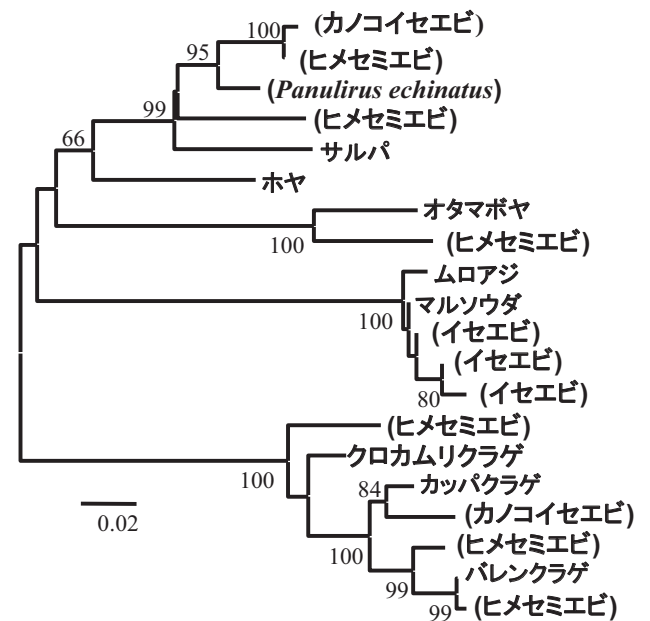 100 (カノコイセエビ)
95 (ヒメセミエビ)
(Panulirus echinatus)
99 (ヒメセミエビ)
66 サルパ
ホヤ
オタマボヤ
100 (ヒメセミエビ)
ムロアジ
マルソウダ
100 (イセエビ)
(イセエビ)
80 (イセエビ)
(ヒメセミエビ)
クロカムリクラゲ
100
84 カッパクラゲ
(カノコイセエビ)
0.02
100 (ヒメセミエビ)
99 バレンクラゲ
99 (ヒメセミエビ)